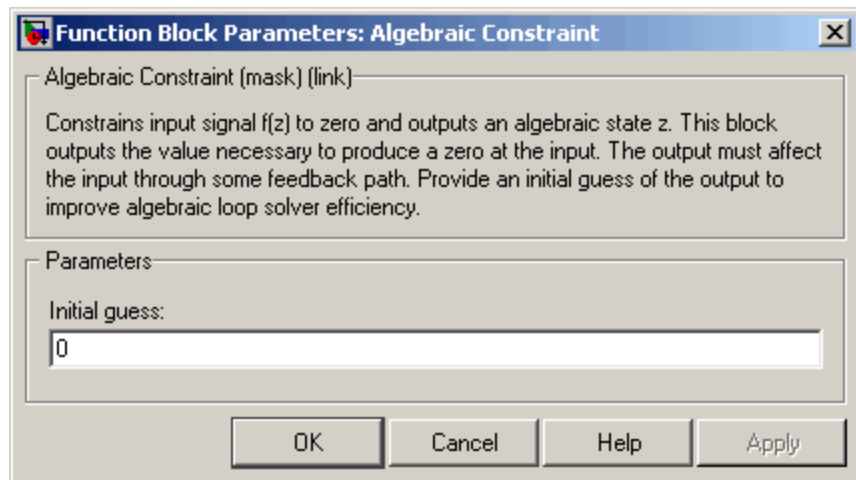 Function Block Parameters: Algebraic Constraint
Algebraic Constraint (mask) (link)
Constrains input signal f(z) to zero and outputs an algebraic state z. This block
outputs the value necessary to produce a zero at the input. The output must affect
the input through some feedback path. Provide an initial guess of the output to
improve algebraic loop solver efficiency.
Parameters
Initial guess:
0
OK Cancel Help Apply